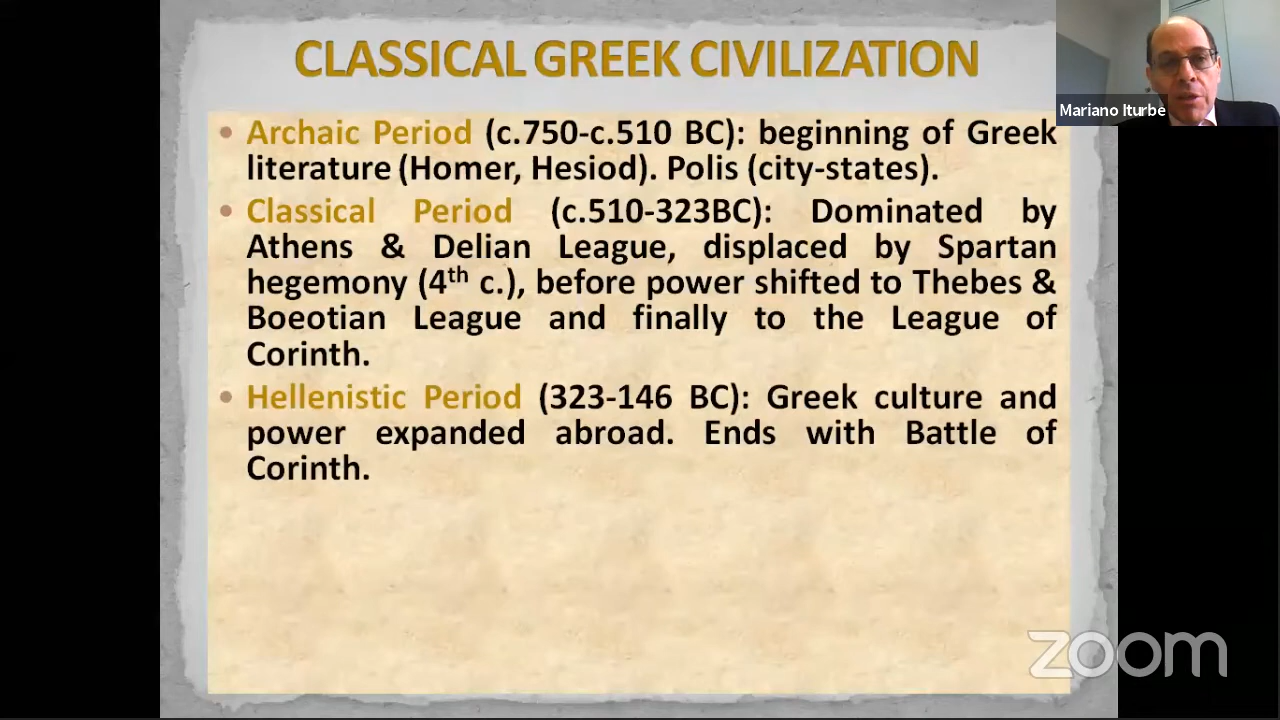 CLASSICAL GREEK CIVILIZATION
Mariano Iturbe
• Archaic Period (c.750-c.510 BC): beginning of Greek
literature (Homer, Hesiod). Polis (city-states).
• Classical Period (c.510-323BC): Dominated by
Athens & Delian League, displaced by Spartan
hegemony (4th c.), before power shifted to Thebes &
Boeotian League and finally to the League of
Corinth.
• Hellenistic Period (323-146 BC): Greek culture and
power expanded abroad. Ends with Battle of
Corinth.
zoom